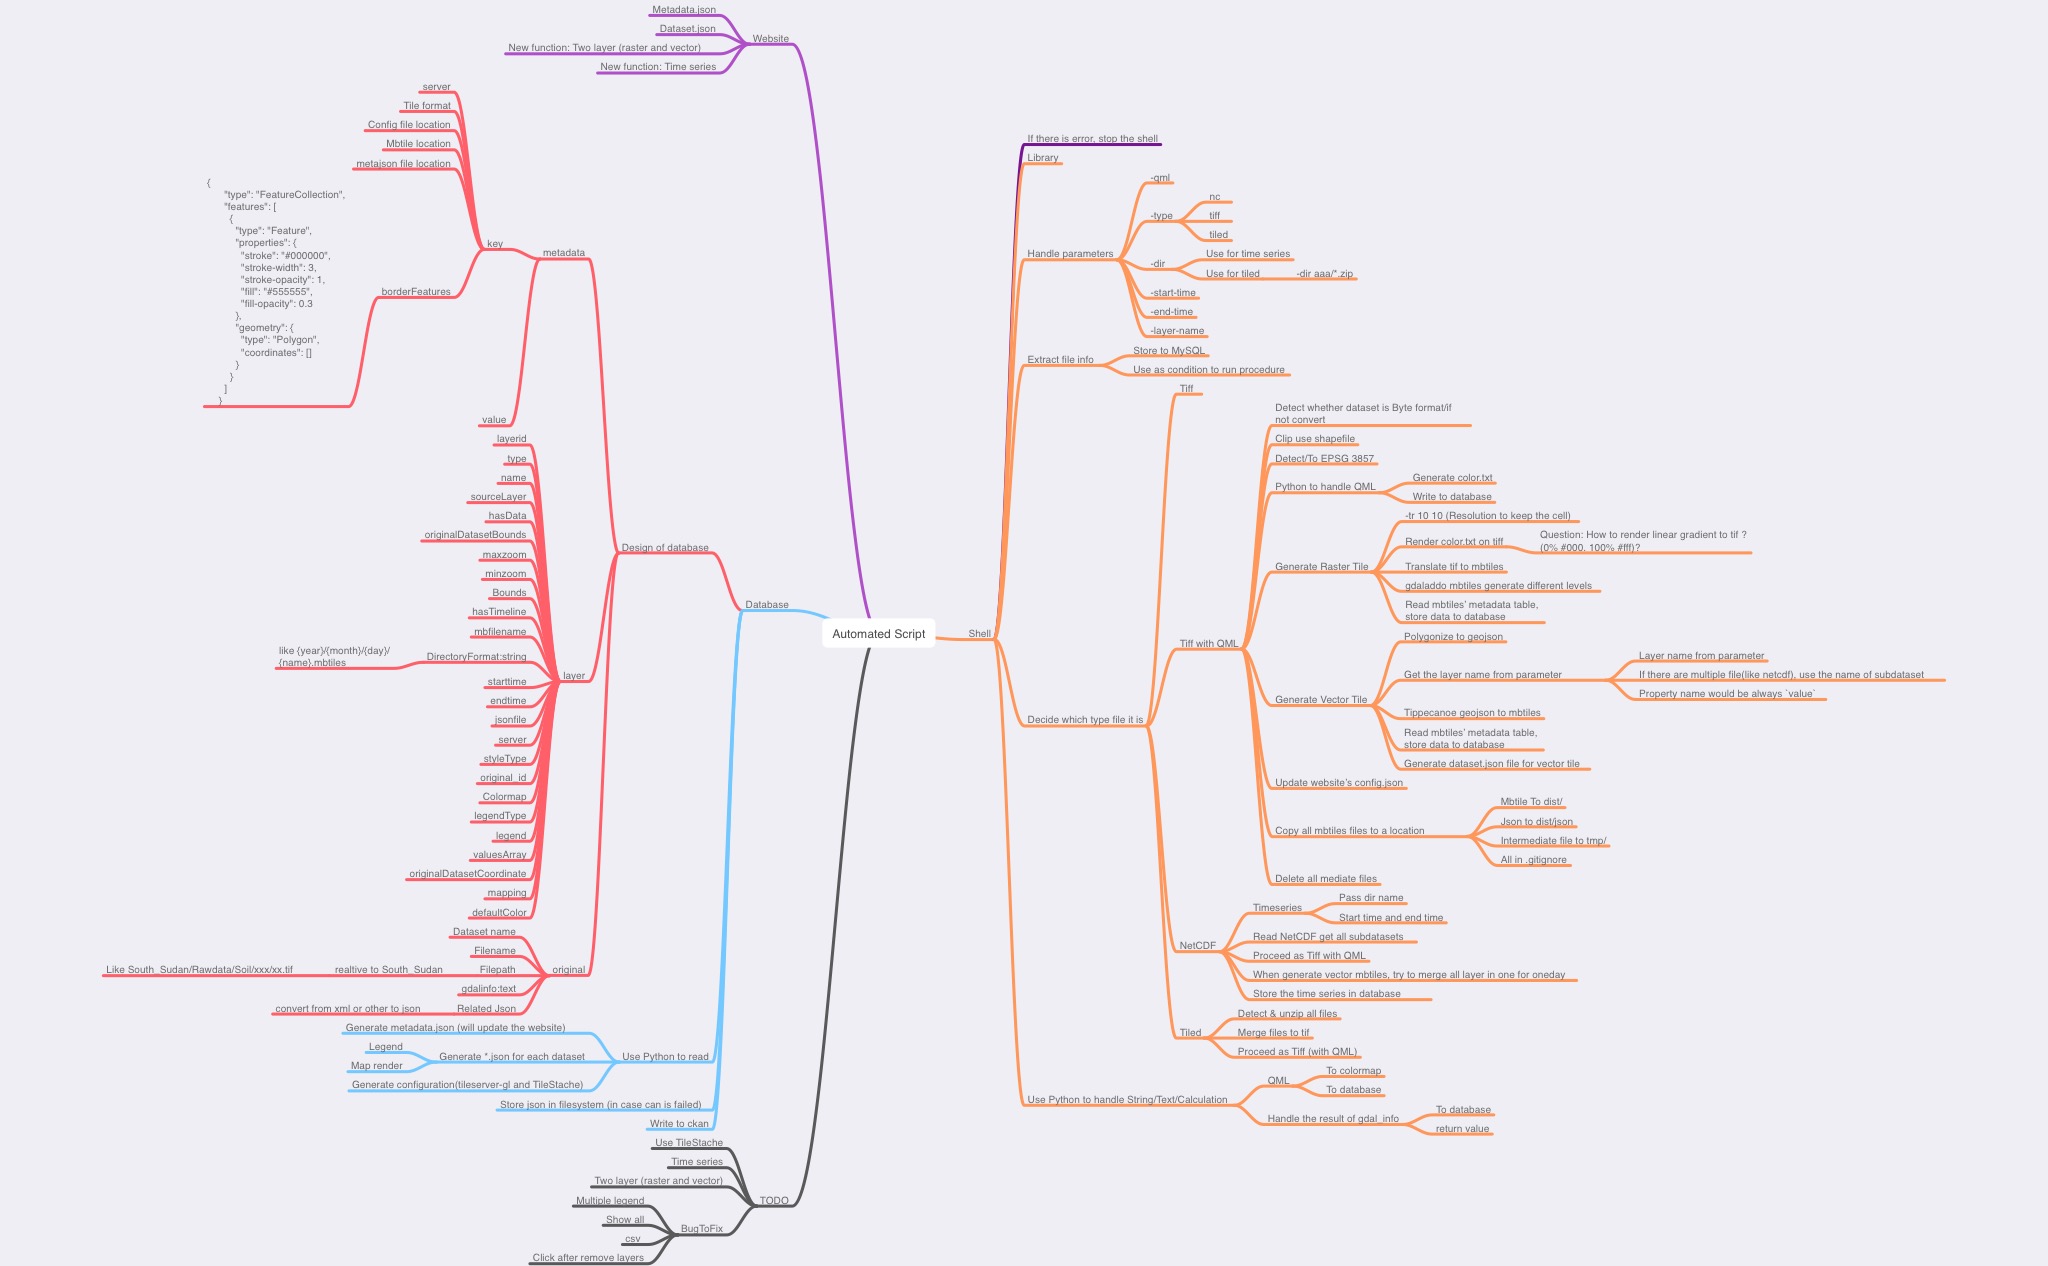 Automated Script
Website
Metadata.json
Dataset.json
New function: Two layer (raster and vector)
New function: Time series
Database
Design of database
metadata
key
server
Tile format
Config file location
Mbtile location
metajson file location
borderFeatures
{
"type": "FeatureCollection",
"features": [
{
"type": "Feature",
"properties": {
"stroke": "#000000",
"stroke-width": 3,
"stroke-opacity": 1,
"fill": "#555555",
"fill-opacity": 0.3
},
"geometry": {
"type": "Polygon",
"coordinates": []
}
}
]
}
value
layer
layerid
type
name
sourceLayer
hasData
originalDatasetBounds
maxzoom
minzoom
Bounds
hasTimeline
mbfilename
DirectoryFormat:string
like {year}/{month}/{day}/
{name}.mbtiles
starttime
endtime
jsonfile
server
styleType
original_id
Colormap
legendType
legend
valuesArray
originalDatasetCoordinate
mapping
defaultColor
original
Dataset name
Filename
Filepath
realtive to South_Sudan
Like South_Sudan/Rawdata/Soil/xxx/xx.tif
gdalinfo:text
Related Json
convert from xml or other to json
Use Python to read
Generate metadata.json (will update the website)
Generate *.json for each dataset
Legend
Map render
Generate configuration(tileserver-gl and TileStache)
Store json in filesystem (in case can is failed)
Write to ckan
TODO
Use TileStache
Time series
Two layer (raster and vector)
BugToFix
Multiple legend
Show all
csv
Click after remove layers
Shell
If there is error, stop the shell
Library
Handle parameters
-qml
-type
nc
tiff
tiled
-dir
Use for time series
Use for tiled
-dir aaa/*.zip
-start-time
-end-time
-layer-name
Extract file info
Store to MySQL
Use as condition to run procedure
Decide which type file it is
Tiff
Tiff with QML
Detect whether dataset is Byte format/if
not convert
Clip use shapefile
Detect/To EPSG 3857
Python to handle QML
Generate color.txt
Write to database
Generate Raster Tile
-tr 10 10 (Resolution to keep the cell)
Render color.txt on tiff
Question: How to render linear gradient to tif ?
(0% #000, 100% #fff)?
Translate tif to mbtiles
gdaladdo mbtiles generate different levels
Read mbtiles’ metadata table,
store data to database
Generate Vector Tile
Polygonize to geojson
Get the layer name from parameter
Layer name from parameter
If there are multiple file(like netcdf), use the name of subdataset
Property name would be always `value`
Tippecanoe geojson to mbtiles
Read mbtiles’ metadata table,
store data to database
Generate dataset.json file for vector tile
Update website’s config.json
Copy all mbtiles files to a location
Mbtile To dist/
Json to dist/json
Intermediate file to tmp/
All in .gitignore
Delete all mediate files
NetCDF
Timeseries
Pass dir name
Start time and end time
Read NetCDF get all subdatasets
Proceed as Tiff with QML
When generate vector mbtiles, try to merge all layer in one for oneday
Store the time series in database
Tiled
Detect & unzip all files
Merge files to tif
Proceed as Tiff (with QML)
Use Python to handle String/Text/Calculation
QML
To colormap
To database
Handle the result of gdal_info
To database
return value